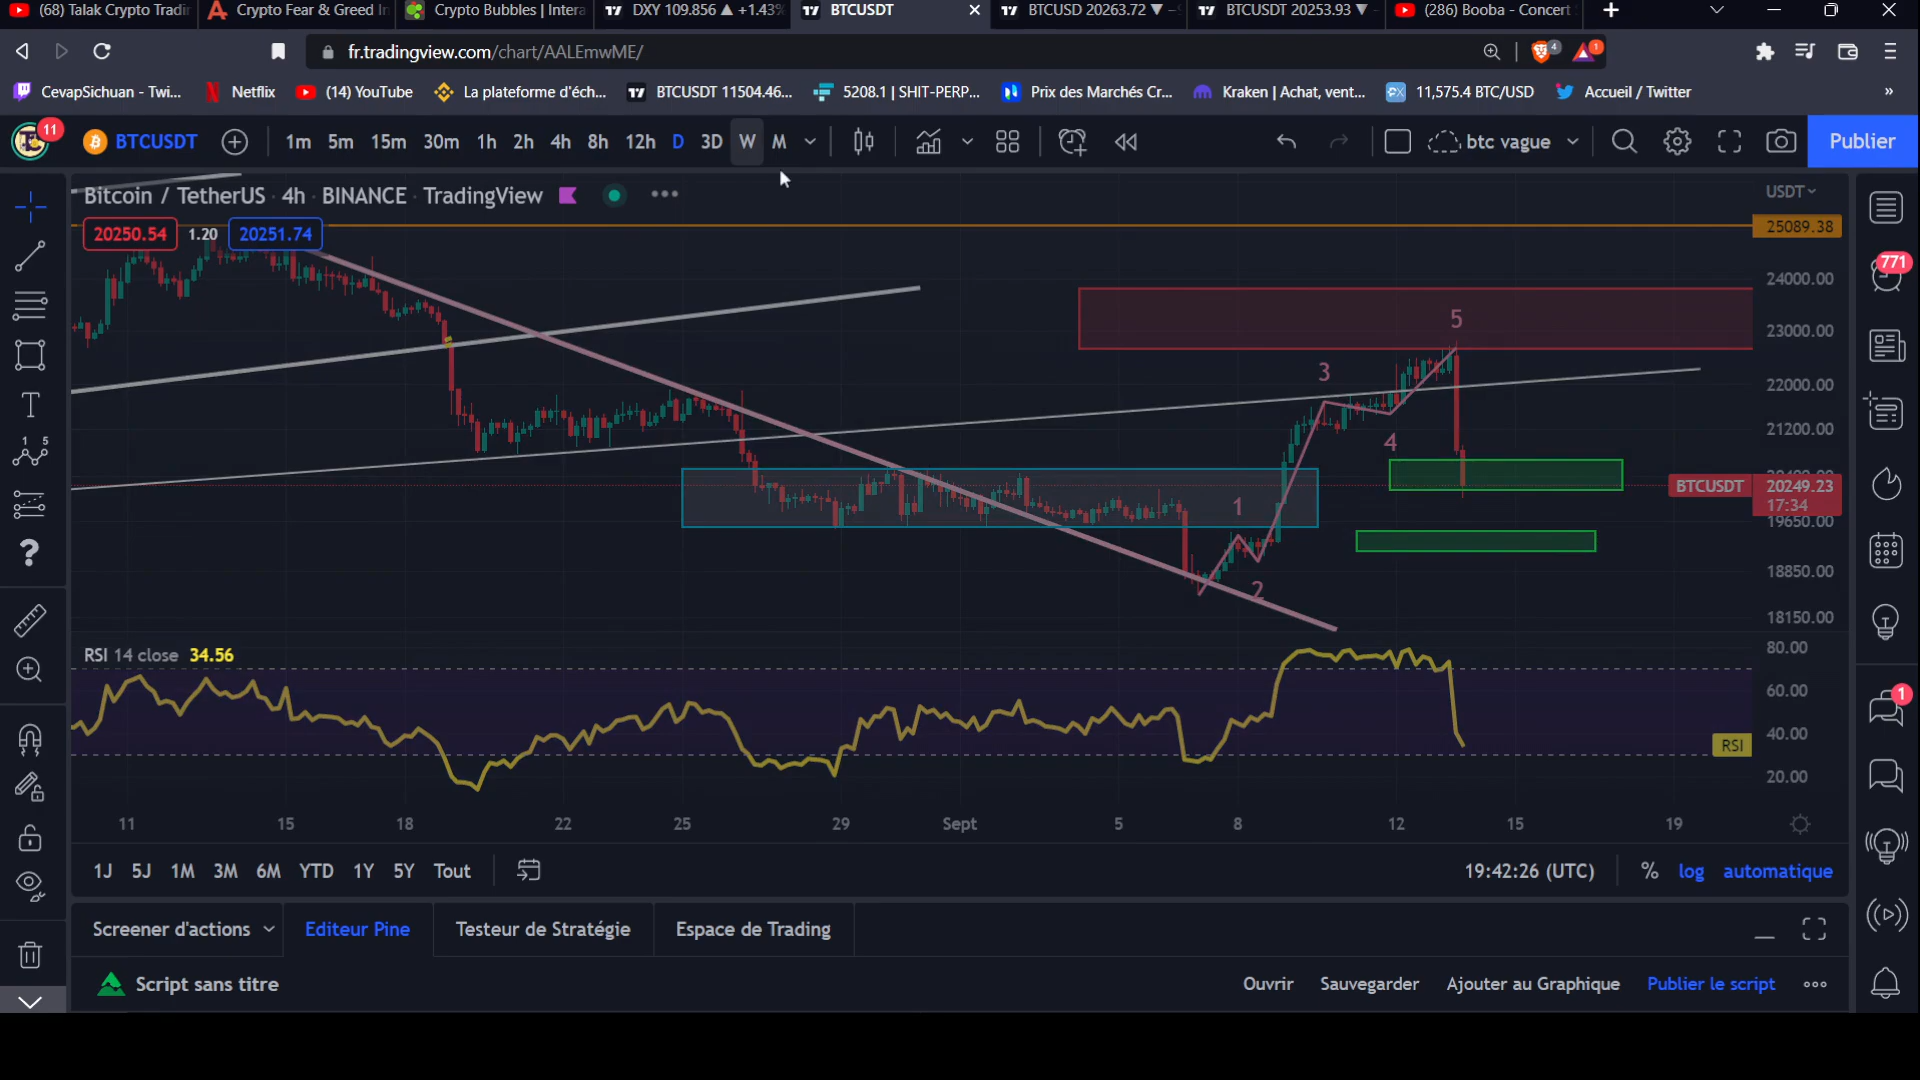 (68) Talak Crypto Tradi
Crypto Fear & Greed In
Crypto Bubbles | Intera
DXY 109.856 ▲ +1.43%
BTCUSDT
BTCUSD 20263.72 ▼
BTCUSDT 20253.93 ▼
(286) Booba - Concert
fr.tradingview.com/chart/AALEmwME/
4
1
CevapSichuan - Twi...
Netflix
(14) YouTube
La plateforme d'éch...
BTCUSDT 11504.46...
5208.1 | SHIT-PERP...
Prix des Marchés Cr...
Kraken | Achat, vent...
11,575.4 BTC/USD
Accueil / Twitter
»
11
BTCUSDT
1m 5m 15m 30m 1h 2h 4h 8h 12h D 3D W M
btc vague
Publier
Bitcoin / TetherUS · 4h · BINANCE · TradingView
USDT
20250.54
1.20
20251.74
25089.38
771
24000.00
5
23000.00
3
22000.00
21200.00
4
1 5
BTCUSDT
20249.23
17:34
1
19650.00
18850.00
2
18150.00
RSI 14 close 34.56
80.00
60.00
1
40.00
RSI
20.00
11 15 18 22 25 29 Sept 5 8 12 15 19
1J 5J 1M 3M 6M YTD 1Y 5Y Tout
19:42:26 (UTC)
% log automatique
Screener d'actions
Editeur Pine
Testeur de Stratégie
Espace de Trading
Script sans titre
Ouvrir
Sauvegarder
Ajouter au Graphique
Publier le script